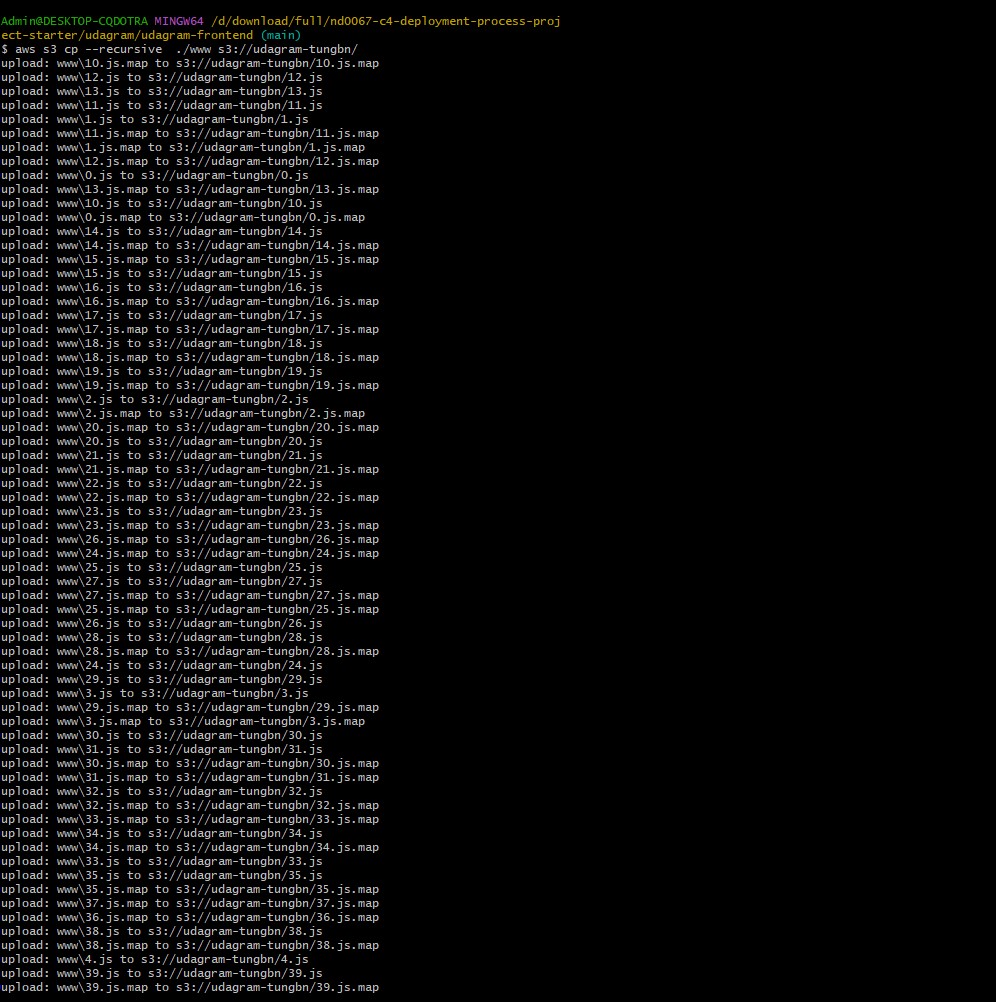 Admin@DESKTOP-CQDOTRA MINGW64 /d/download/full/nd0067-c4-deployment-process-proj
ect-starter/udagram/udagram-frontend (main)
$ aws s3 cp --recursive  ./www s3://udagram-tungbn/
upload: www\10.js.map to s3://udagram-tungbn/10.js.map
upload: www\12.js to s3://udagram-tungbn/12.js
upload: www\13.js to s3://udagram-tungbn/13.js
upload: www\11.js to s3://udagram-tungbn/11.js
upload: www\1.js to s3://udagram-tungbn/1.js
upload: www\11.js.map to s3://udagram-tungbn/11.js.map
upload: www\1.js.map to s3://udagram-tungbn/1.js.map
upload: www\12.js.map to s3://udagram-tungbn/12.js.map
upload: www\0.js to s3://udagram-tungbn/0.js
upload: www\13.js.map to s3://udagram-tungbn/13.js.map
upload: www\10.js to s3://udagram-tungbn/10.js
upload: www\0.js.map to s3://udagram-tungbn/0.js.map
upload: www\14.js to s3://udagram-tungbn/14.js
upload: www\14.js.map to s3://udagram-tungbn/14.js.map
upload: www\15.js.map to s3://udagram-tungbn/15.js.map
upload: www\15.js to s3://udagram-tungbn/15.js
upload: www\16.js to s3://udagram-tungbn/16.js
upload: www\16.js.map to s3://udagram-tungbn/16.js.map
upload: www\17.js to s3://udagram-tungbn/17.js
upload: www\17.js.map to s3://udagram-tungbn/17.js.map
upload: www\18.js to s3://udagram-tungbn/18.js
upload: www\18.js.map to s3://udagram-tungbn/18.js.map
upload: www\19.js to s3://udagram-tungbn/19.js
upload: www\19.js.map to s3://udagram-tungbn/19.js.map
upload: www\2.js to s3://udagram-tungbn/2.js
upload: www\2.js.map to s3://udagram-tungbn/2.js.map
upload: www\20.js.map to s3://udagram-tungbn/20.js.map
upload: www\20.js to s3://udagram-tungbn/20.js
upload: www\21.js to s3://udagram-tungbn/21.js
upload: www\21.js.map to s3://udagram-tungbn/21.js.map
upload: www\22.js to s3://udagram-tungbn/22.js
upload: www\22.js.map to s3://udagram-tungbn/22.js.map
upload: www\23.js to s3://udagram-tungbn/23.js
upload: www\23.js.map to s3://udagram-tungbn/23.js.map
upload: www\26.js.map to s3://udagram-tungbn/26.js.map
upload: www\24.js.map to s3://udagram-tungbn/24.js.map
upload: www\25.js to s3://udagram-tungbn/25.js
upload: www\27.js to s3://udagram-tungbn/27.js
upload: www\27.js.map to s3://udagram-tungbn/27.js.map
upload: www\25.js.map to s3://udagram-tungbn/25.js.map
upload: www\26.js to s3://udagram-tungbn/26.js
upload: www\28.js to s3://udagram-tungbn/28.js
upload: www\28.js.map to s3://udagram-tungbn/28.js.map
upload: www\24.js to s3://udagram-tungbn/24.js
upload: www\29.js to s3://udagram-tungbn/29.js
upload: www\3.js to s3://udagram-tungbn/3.js
upload: www\29.js.map to s3://udagram-tungbn/29.js.map
upload: www\3.js.map to s3://udagram-tungbn/3.js.map
upload: www\30.js to s3://udagram-tungbn/30.js
upload: www\31.js to s3://udagram-tungbn/31.js
upload: www\30.js.map to s3://udagram-tungbn/30.js.map
upload: www\31.js.map to s3://udagram-tungbn/31.js.map
upload: www\32.js to s3://udagram-tungbn/32.js
upload: www\32.js.map to s3://udagram-tungbn/32.js.map
upload: www\33.js.map to s3://udagram-tungbn/33.js.map
upload: www\34.js to s3://udagram-tungbn/34.js
upload: www\34.js.map to s3://udagram-tungbn/34.js.map
upload: www\33.js to s3://udagram-tungbn/33.js
upload: www\35.js to s3://udagram-tungbn/35.js
upload: www\35.js.map to s3://udagram-tungbn/35.js.map
upload: www\37.js.map to s3://udagram-tungbn/37.js.map
upload: www\36.js.map to s3://udagram-tungbn/36.js.map
upload: www\38.js to s3://udagram-tungbn/38.js
upload: www\38.js.map to s3://udagram-tungbn/38.js.map
upload: www\4.js to s3://udagram-tungbn/4.js
upload: www\39.js to s3://udagram-tungbn/39.js
upload: www\39.js.map to s3://udagram-tungbn/39.js.map